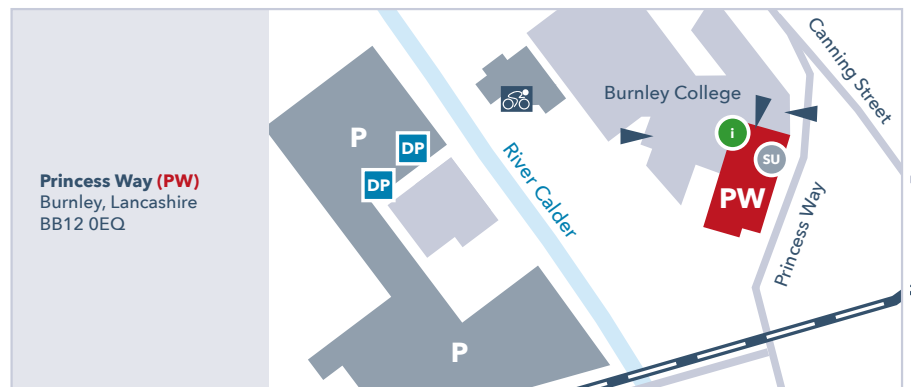 Princess Way (PW)
Burnley, Lancashire
BB12 0EQ
Canning Street
Burnley College
P
DP
DP
i
SU
PW
River Calder
Princess Way
P